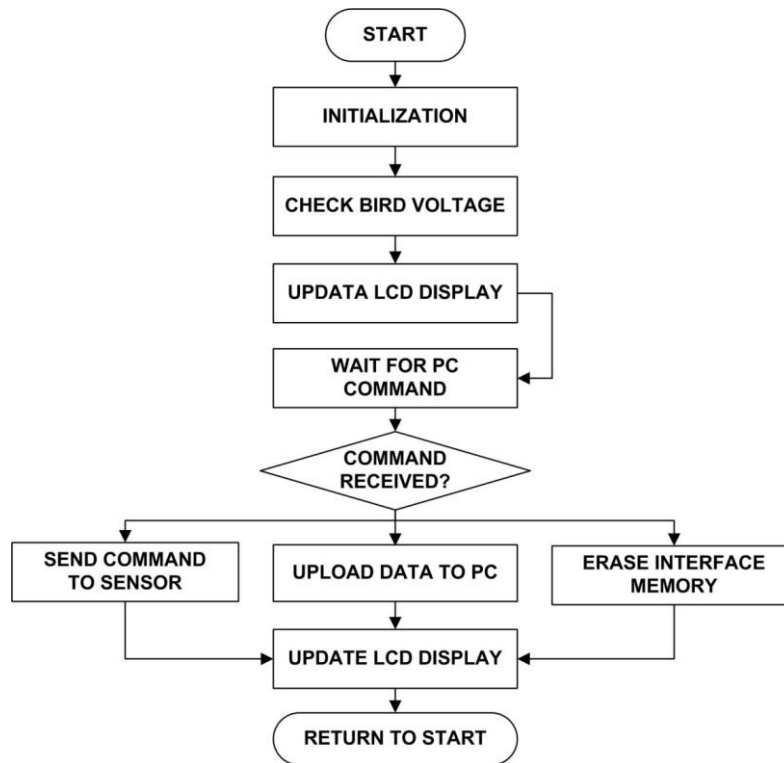 START
INITIALIZATION
CHECK BIRD VOLTAGE
UPDATA LCD DISPLAY
WAIT FOR PC
COMMAND
COMMAND
RECEIVED?
SEND COMMAND
TO SENSOR
UPLOAD DATA TO PC
ERASE INTERFACE
MEMORY
UPDATE LCD DISPLAY
RETURN TO START